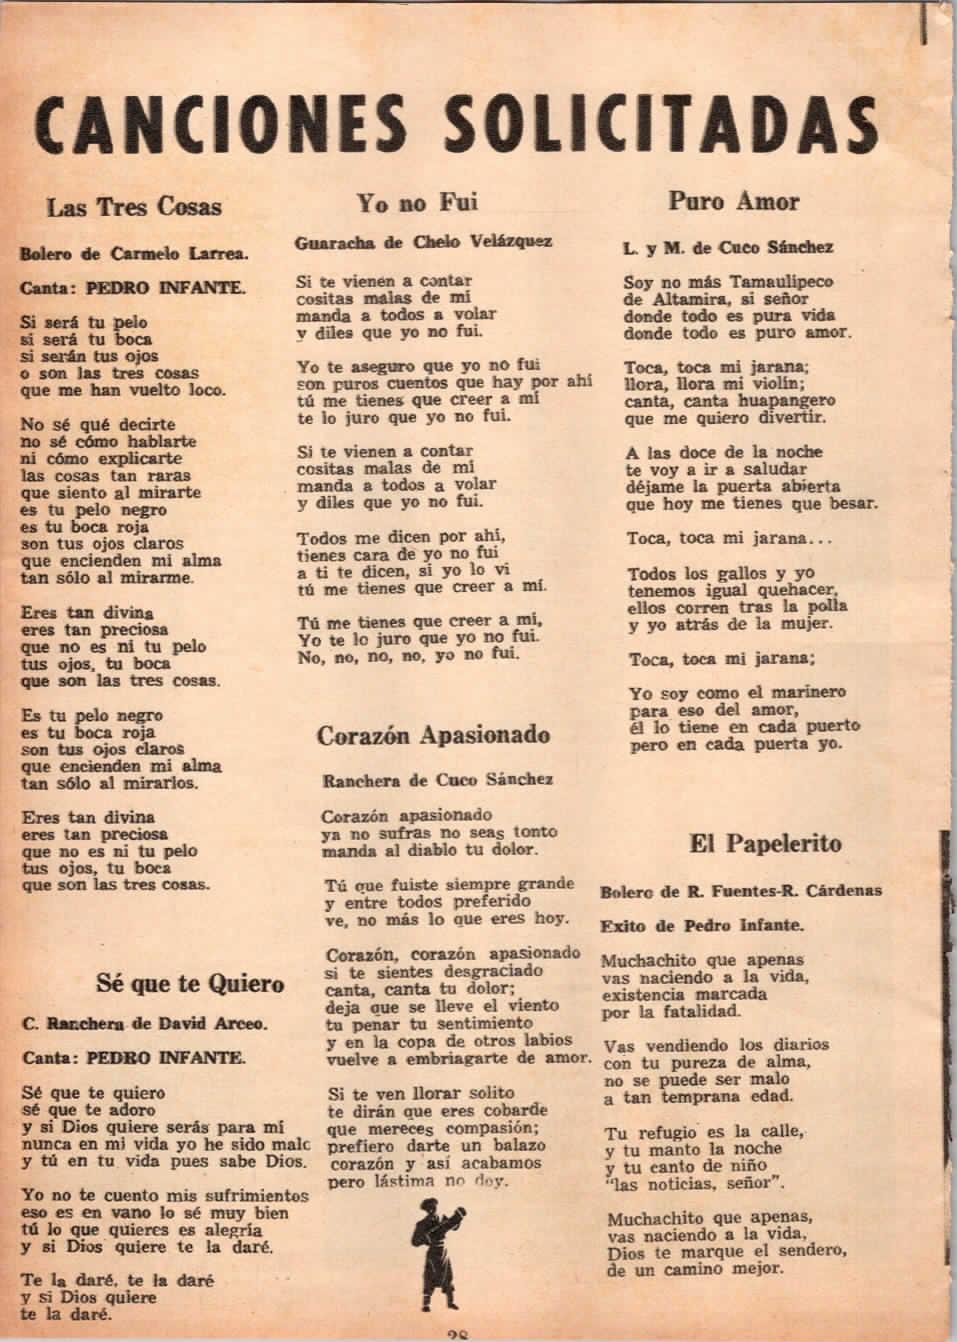 CANCIONES SOLICITADAS
Las Tres Cosas
Bolero de Carmelo Larrea.
Canta: PEDRO INFANTE.
Si será tu pelo
si será tu boca
si serán tus ojos
o son las tres cosas
que me han vuelto loco.
No sé qué decirte
no sé cómo hablarte
ni cómo explicarte
las cosas tan raras
que siento al mirarte
es tu pelo negro
es tu boca roja
son tus ojos claros
que encienden mi alma
tan sólo al mirarme.
Eres tan divina
eres tan preciosa
que no es ni tu pelo
tus ojos, tu boca
que son las tres cosas.
Es tu pelo negro
es tu boca roja
son tus ojos claros
que encienden mi alma
tan sólo al mirarlos.
Eres tan divina
eres tan preciosa
que no es ni tu pelo
tus ojos, tu boca
que son las tres cosas.
Sé que te Quiero
C. Ranchera de David Arceo.
Canta: PEDRO INFANTE.
Sé que te quiero
sé que te adoro
y si Dios quiere serás para mí
nunca en mi vida yo he sido malo
y tú en tu vida pues sabe Dios.
Yo no te cuento mis sufrimientos
eso es en vano lo sé muy bien
tú lo que quieres es alegría
y si Dios quiere te la daré.
Te la daré, te la daré
y si Dios quiere
te la daré.
Yo no Fui
Guaracha de Chelo Velázquez
Si te vienen a contar
cositas malas de mí
manda a todos a volar
y diles que yo no fui.
Yo te aseguro que yo no fui
son puros cuentos que hay por ahí
tú me tienes que creer a mí
te lo juro que yo no fui.
Si te vienen a contar
cositas malas de mí
manda a todos a volar
y diles que yo no fui.
Todos me dicen por ahí,
tienes cara de yo no fui
a ti te dicen, si yo lo vi
tú me tienes que creer a mí.
Tú me tienes que creer a mí,
Yo te lo juro que yo no fui.
No, no, no, no, yo no fui.
Corazón Apasionado
Ranchera de Cuco Sánchez
Corazón apasionado
ya no sufras no seas tonto
manda al diablo tu dolor.
Tú que fuiste siempre grande
y entre todos preferido
ve, no más lo que eres hoy.
Corazón, corazón apasionado
si te sientes desgraciado
canta, canta tu dolor;
deja que se lleve el viento
tu penar tu sentimiento
y en la copa de otros labios
vuelve a embriagarte de amor.
Si te ven llorar solito
te dirán que eres cobarde
que mereces compasión;
prefiero darte un balazo
corazón y así acabamos
pero lástima no doy.
Puro Amor
L. y M. de Cuco Sánchez
Soy no más Tamaulipeco
de Altamira, si señor
donde todo es pura vida
donde todo es puro amor.
Toca, toca mi jarana;
llora, llora mi violín;
canta, canta huapangero
que me quiero divertir.
A las doce de la noche
te voy a ir a saludar
déjame la puerta abierta
que hoy me tienes que besar.
Toca, toca mi jarana...
Todos los gallos y yo
tenemos igual quehacer,
ellos corren tras la polla
y yo atrás de la mujer.
Toca, toca mi jarana;
Yo soy como el marinero
para eso del amor,
él lo tiene en cada puerto
pero en cada puerta yo.
El Papelerito
Bolero de R. Fuentes-R. Cárdenas
Exito de Pedro Infante.
Muchachito que apenas
vas naciendo a la vida,
existencia marcada
por la fatalidad.
Vas vendiendo los diarios
con tu pureza de alma,
no se puede ser malo
a tan temprana edad.
Tu refugio es la calle,
y tu manto la noche
y tu canto de niño
"las noticias, señor".
Muchachito que apenas,
vas naciendo a la vida,
Dios te marque el sendero,
de un camino mejor.